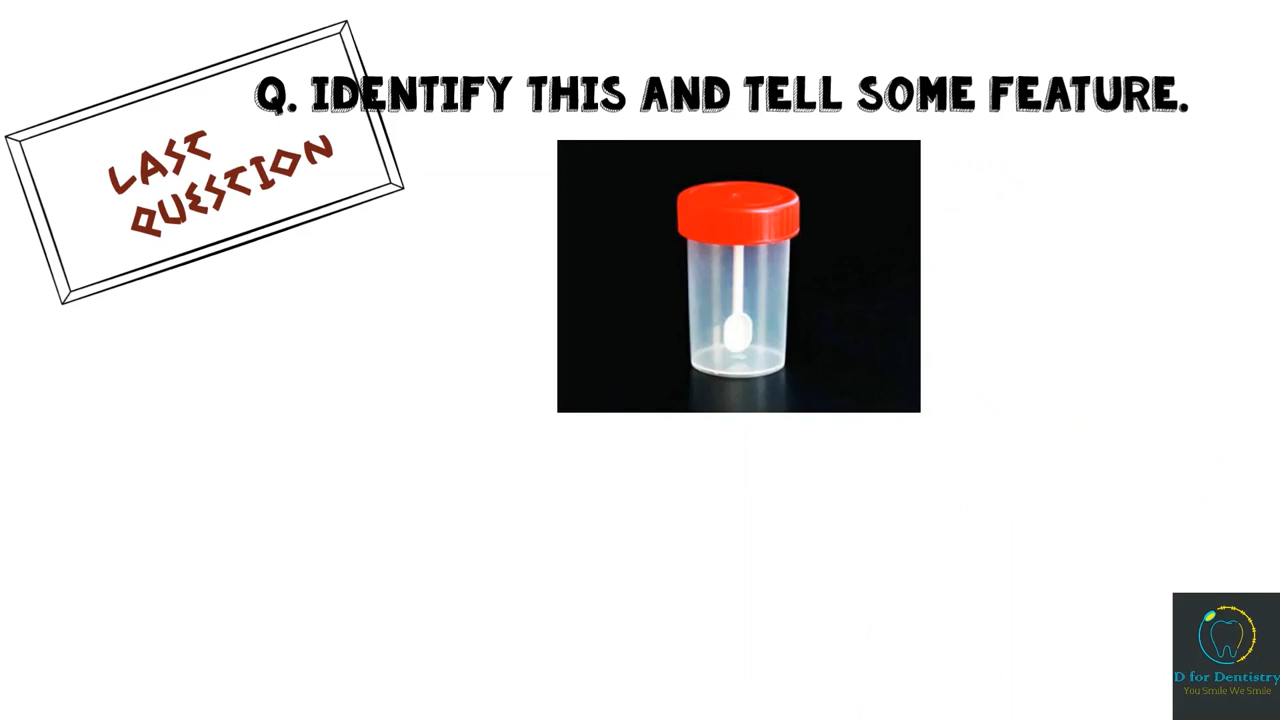 Q. IDENTIFY THIS AND TELL SOME FEATURE.
LAST
QUESTION
D for Dentistry
You Smile We Smile